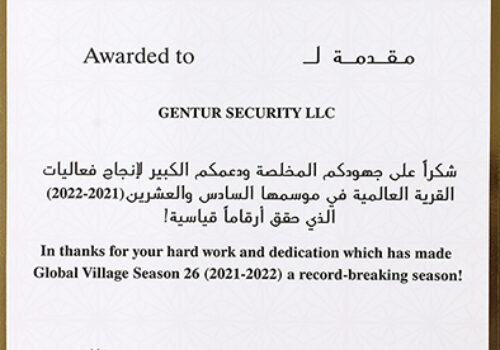 Awarded to مـقـدمـة لـ
GENTUR SECURITY LLC
شكراً على جهودكم المخلصة ودعمكم الكبير لإنجاح فعاليات
القرية العالمية في موسمها السادس والعشرين(2021-2022)
الذي حقق أرقاماً قياسية!
In thanks for your hard work and dedication which has made
Global Village Season 26 (2021-2022) a record-breaking season!